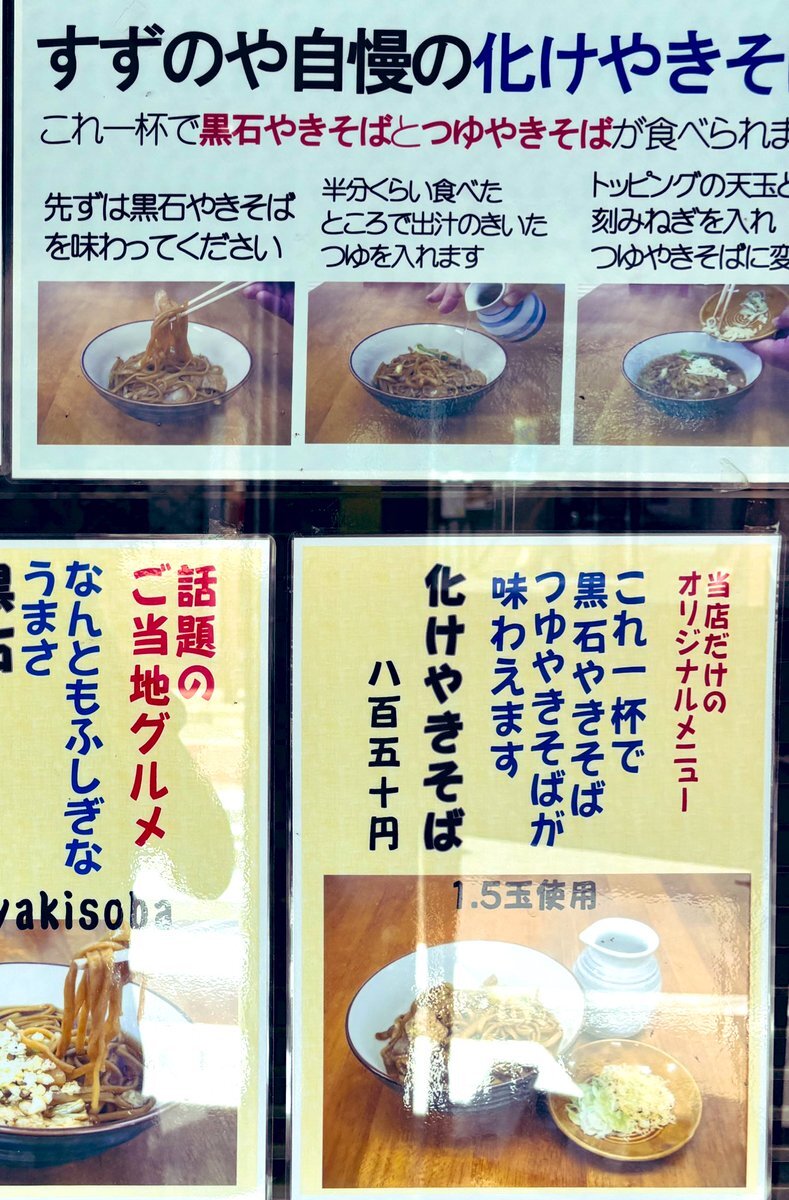 すずのや自慢の化けやきそ
これ一杯で黒石やきそばとつゆやきそばが食べられま
先ずは黒石やきそば
を味わってください
半分くらい食べた
ところで出汁のきいた
つゆを入れます
トッピングの天玉と
刻みねぎを入れ
つゆやきそばに変
当店だけの
オリジナルメニュー
これ一杯で
黒石やきそば
つゆやきそばが
味わえます
化けやきそば
八百五十円
1.5玉使用
話題の
ご当地グルメ
なんともふしぎな
うまさ
黒石
yakisoba